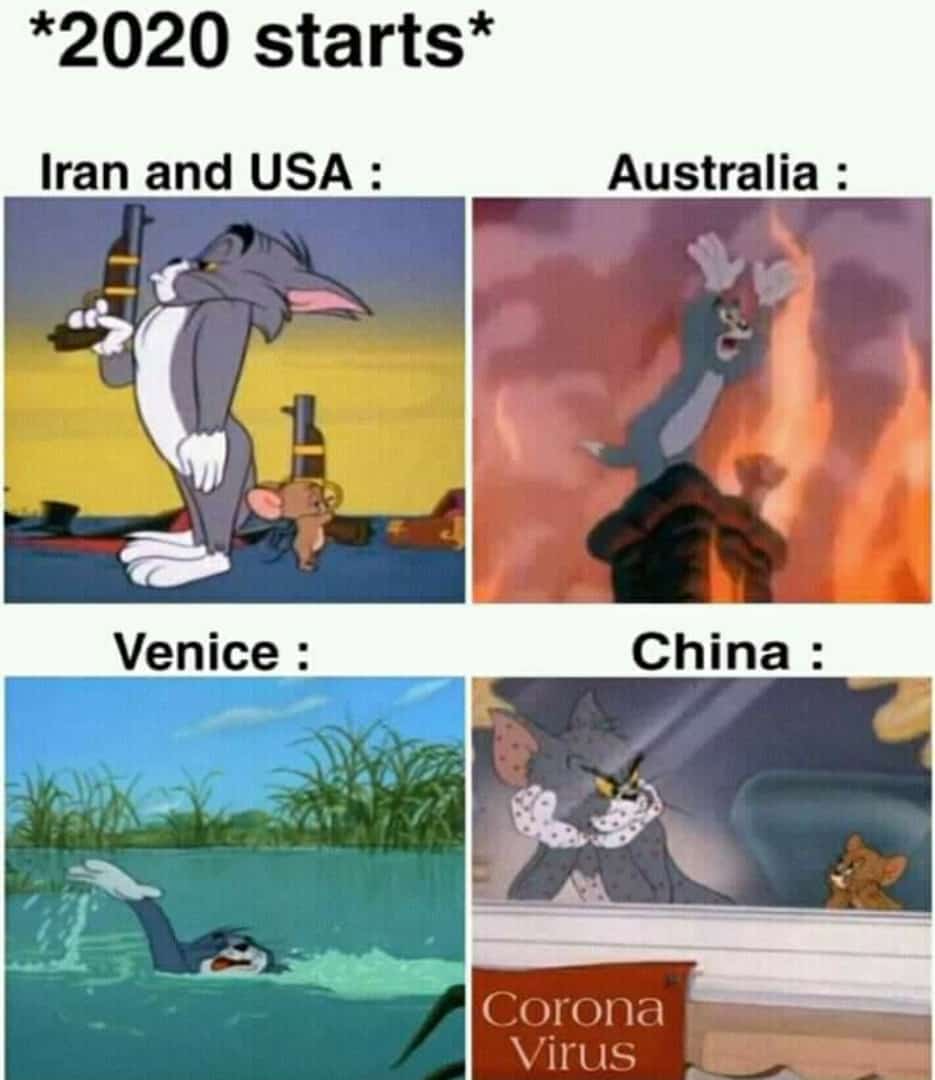 *2020 starts*
Iran and USA :
Australia :
Venice :
China :
Corona
Virus